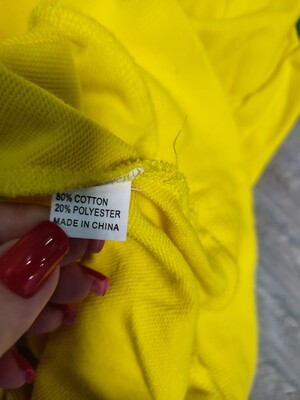 80% COTTON
20% POLYESTER
MADE IN CHINA